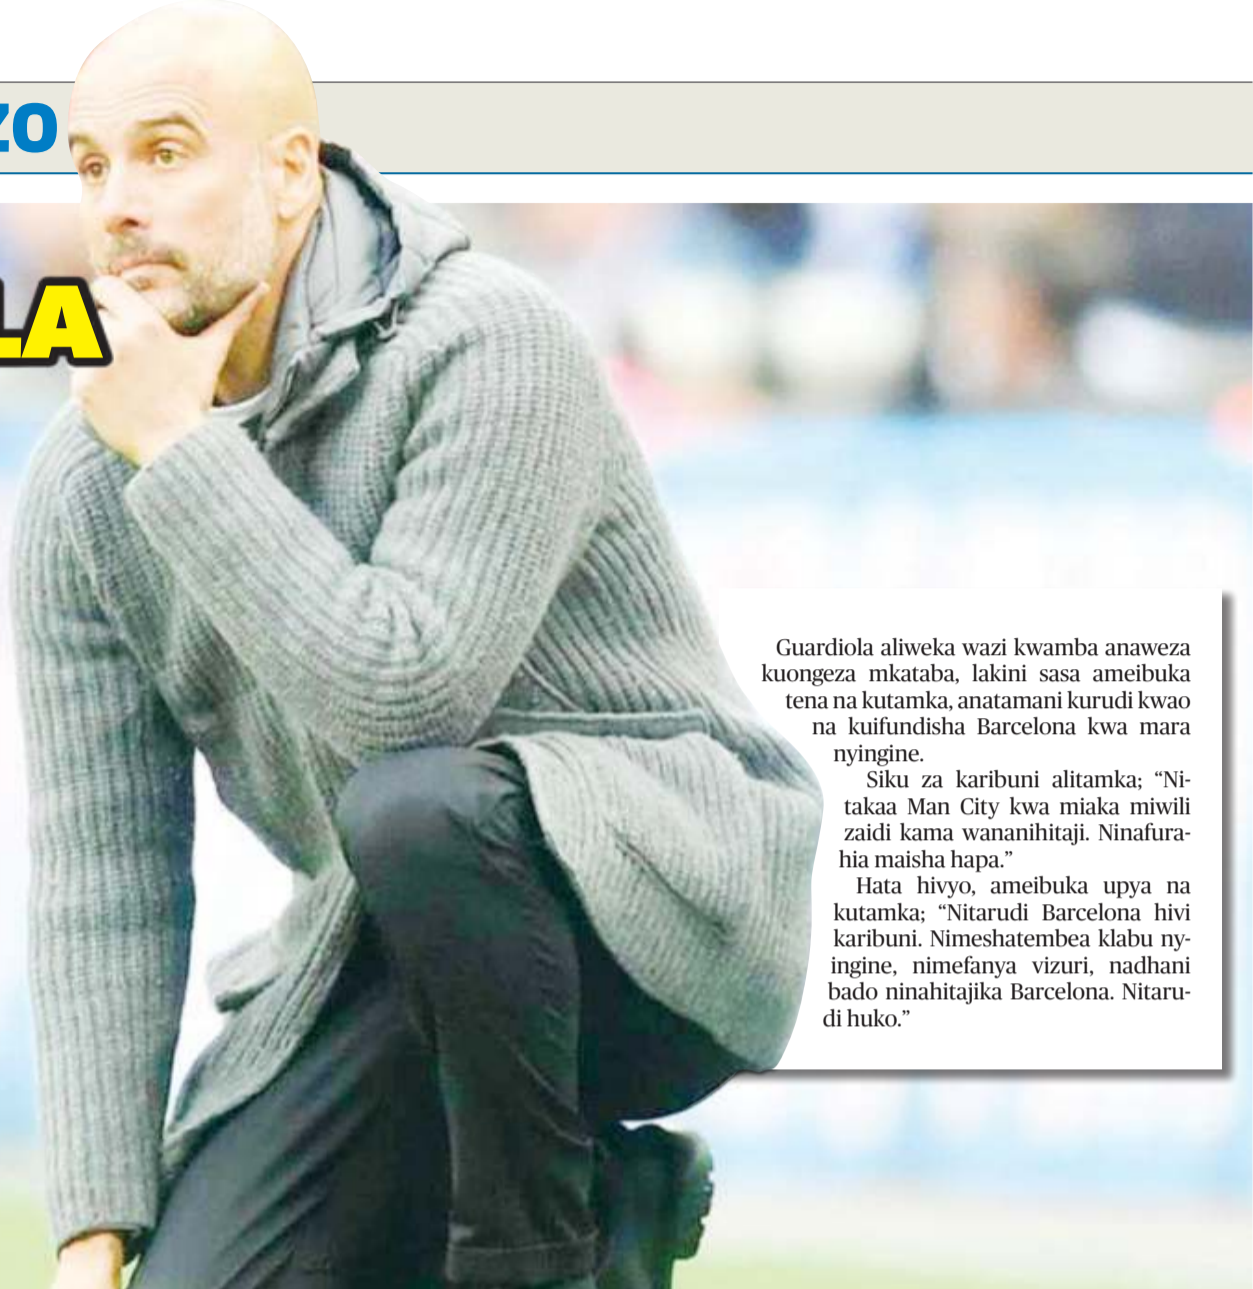 ZO
LA
Guardiola aliweka wazi kwamba anaweza
kuongeza mkataba, lakini sasa ameibuka
tena na kutamka, anatamani kurudi kwao
na kuifundisha Barcelona kwa mara
nyingine.
Siku za karibuni alitamka; “Ni-
takaa Man City kwa miaka miwili
zaidi kama wananihitaji. Ninafura-
hia maisha hapa.”
Hata hivyo, ameibuka upya na
kutamka; “Nitarudi Barcelona hivi
karibuni. Nimeshatembea klabu ny-
ingine, nimefanya vizuri, nadhani
bado ninahitajika Barcelona. Nitaru-
di huko.”